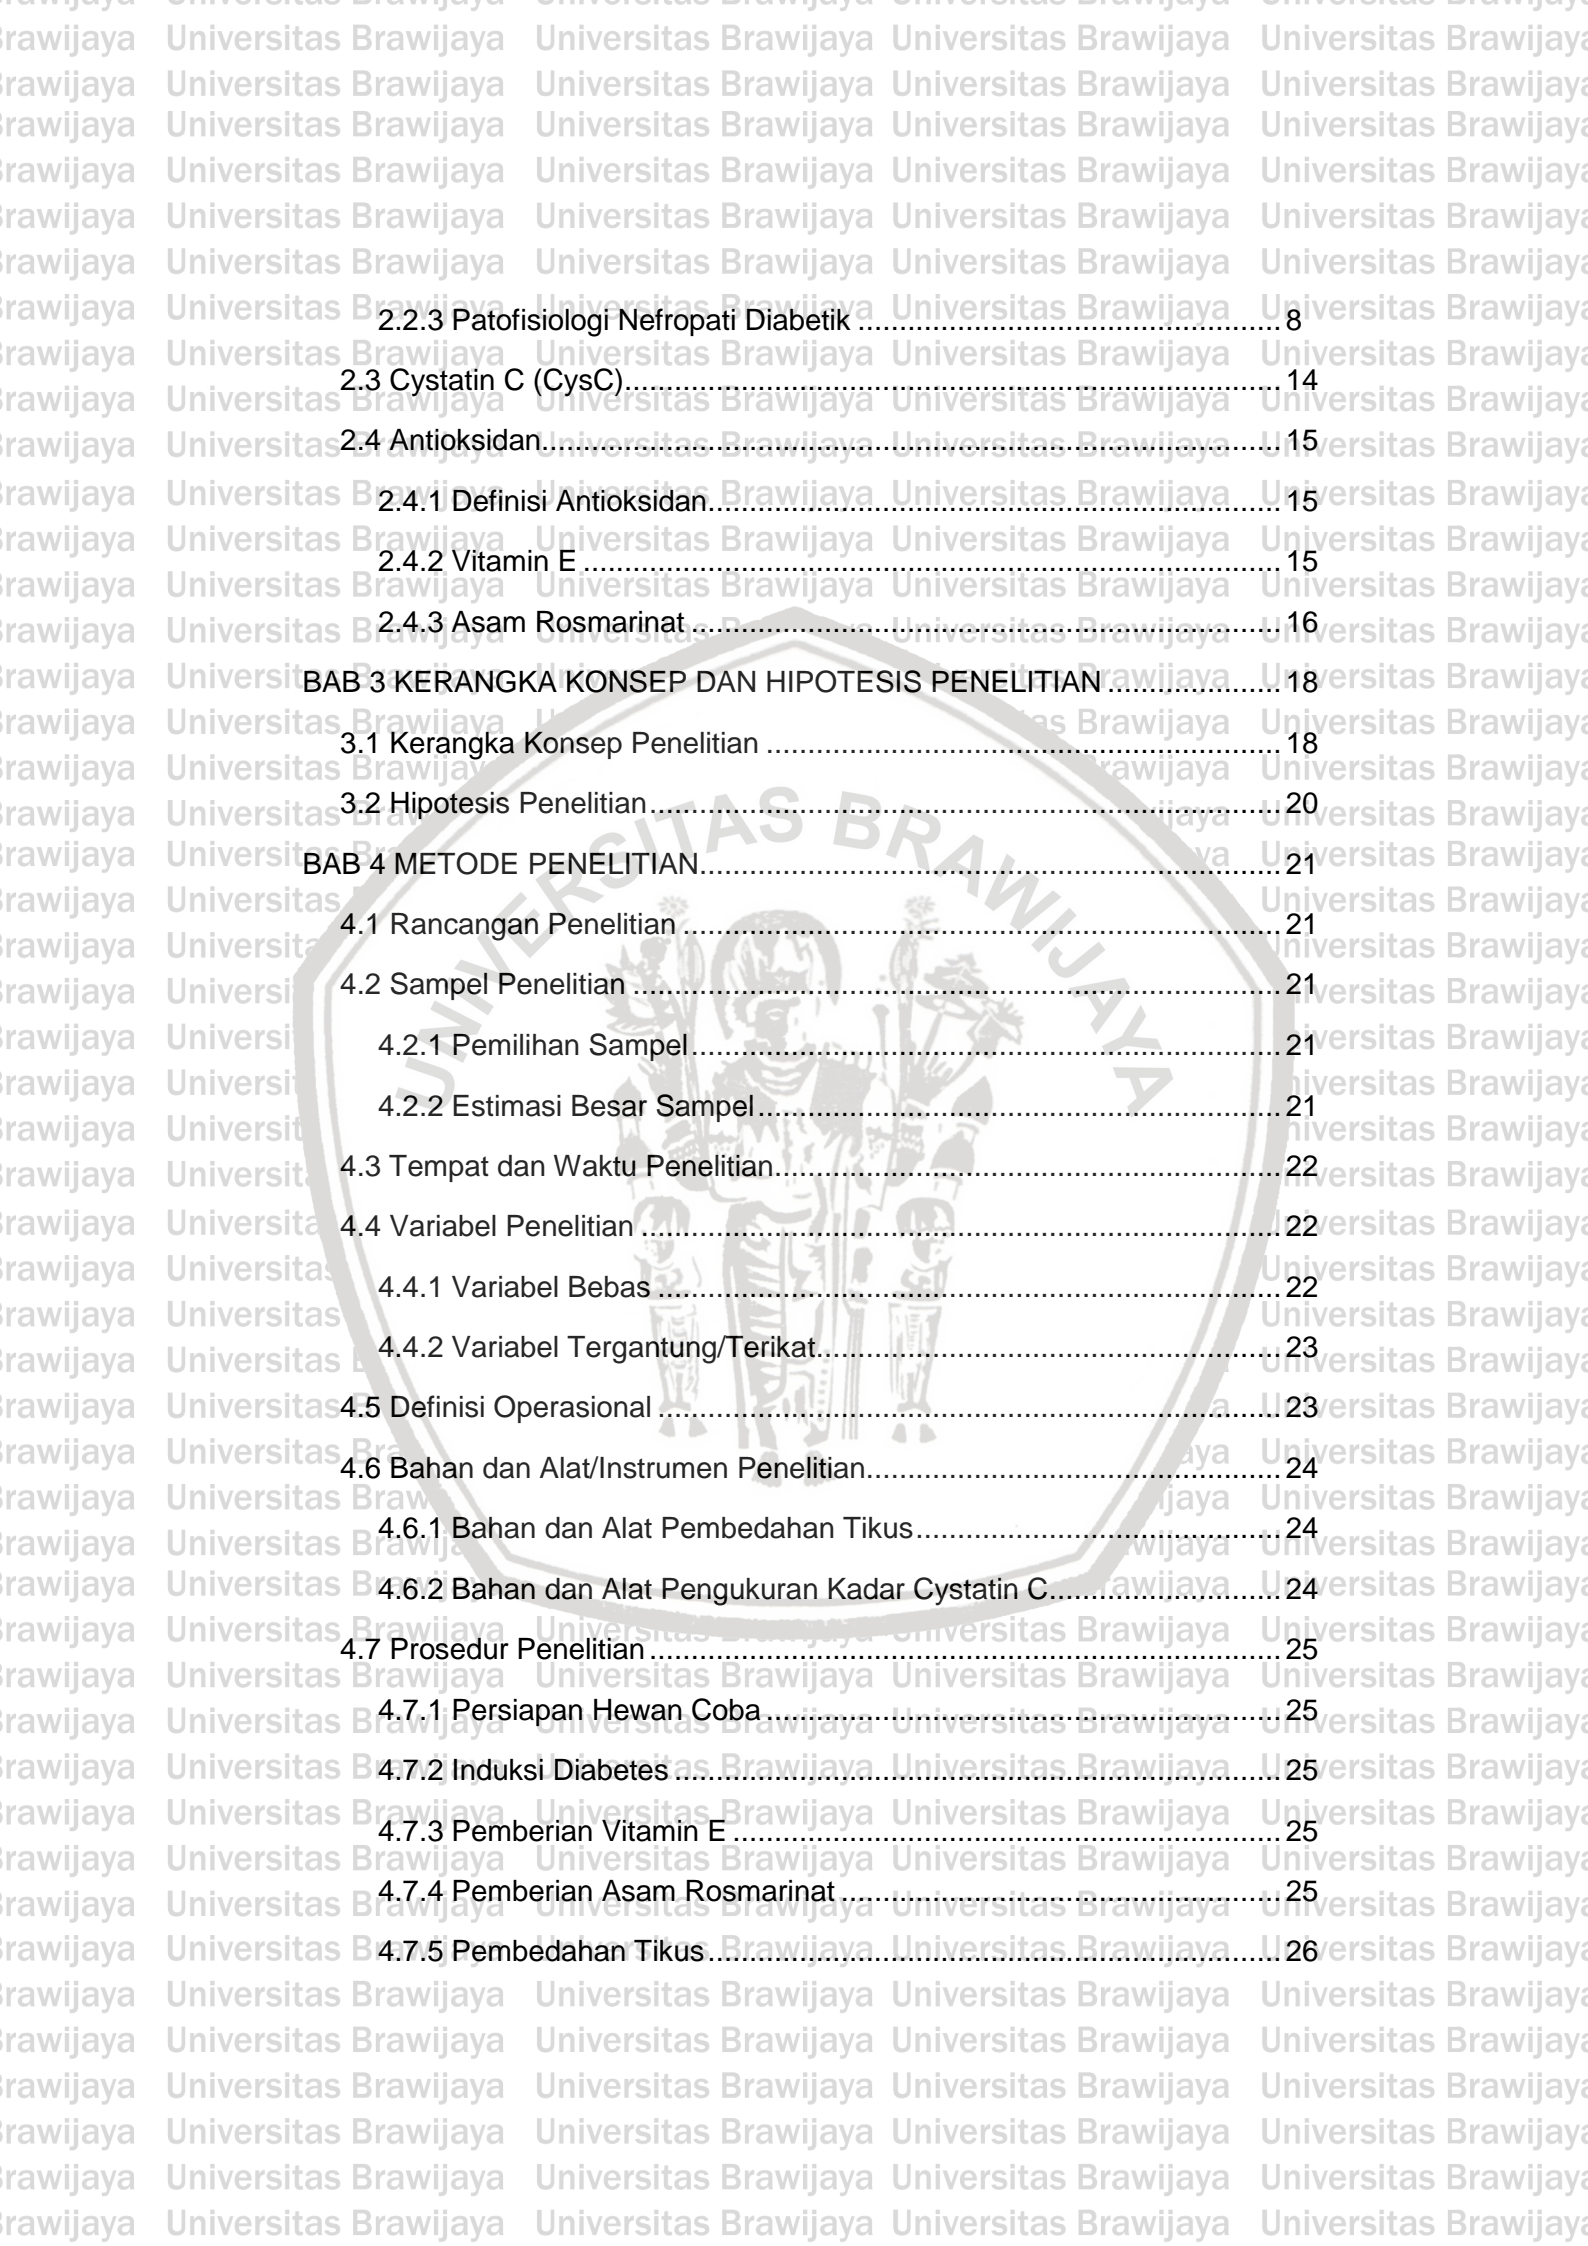 2.2.3 Patofisiologi Nefropati Diabetik ................................................... 8
2.3 Cystatin C (CysC)............................................................................... 14
2.4 Antioksidan......................................................................................... 15
2.4.1 Definisi Antioksidan..................................................................... 15
2.4.2 Vitamin E .................................................................................... 15
2.4.3 Asam Rosmarinat ....................................................................... 16
BAB 3 KERANGKA KONSEP DAN HIPOTESIS PENELITIAN ..................... 18
3.1 Kerangka Konsep Penelitian .............................................................. 18
3.2 Hipotesis Penelitian............................................................................ 20
BAB 4 METODE PENELITIAN...................................................................... 21
4.1 Rancangan Penelitian ........................................................................ 21
4.2 Sampel Penelitian .............................................................................. 21
4.2.1 Pemilihan Sampel....................................................................... 21
4.2.2 Estimasi Besar Sampel............................................................... 21
4.3 Tempat dan Waktu Penelitian............................................................. 22
4.4 Variabel Penelitian ............................................................................. 22
4.4.1 Variabel Bebas ........................................................................... 22
4.4.2 Variabel Tergantung/Terikat........................................................ 23
4.5 Definisi Operasional ........................................................................... 23
4.6 Bahan dan Alat/Instrumen Penelitian.................................................. 24
4.6.1 Bahan dan Alat Pembedahan Tikus............................................ 24
4.6.2 Bahan dan Alat Pengukuran Kadar Cystatin C............................ 24
4.7 Prosedur Penelitian ............................................................................ 25
4.7.1 Persiapan Hewan Coba .............................................................. 25
4.7.2 Induksi Diabetes ......................................................................... 25
4.7.3 Pemberian Vitamin E .................................................................. 25
4.7.4 Pemberian Asam Rosmarinat ..................................................... 25
4.7.5 Pembedahan Tikus..................................................................... 26
UNIVERSITAS BRAWIJAYA